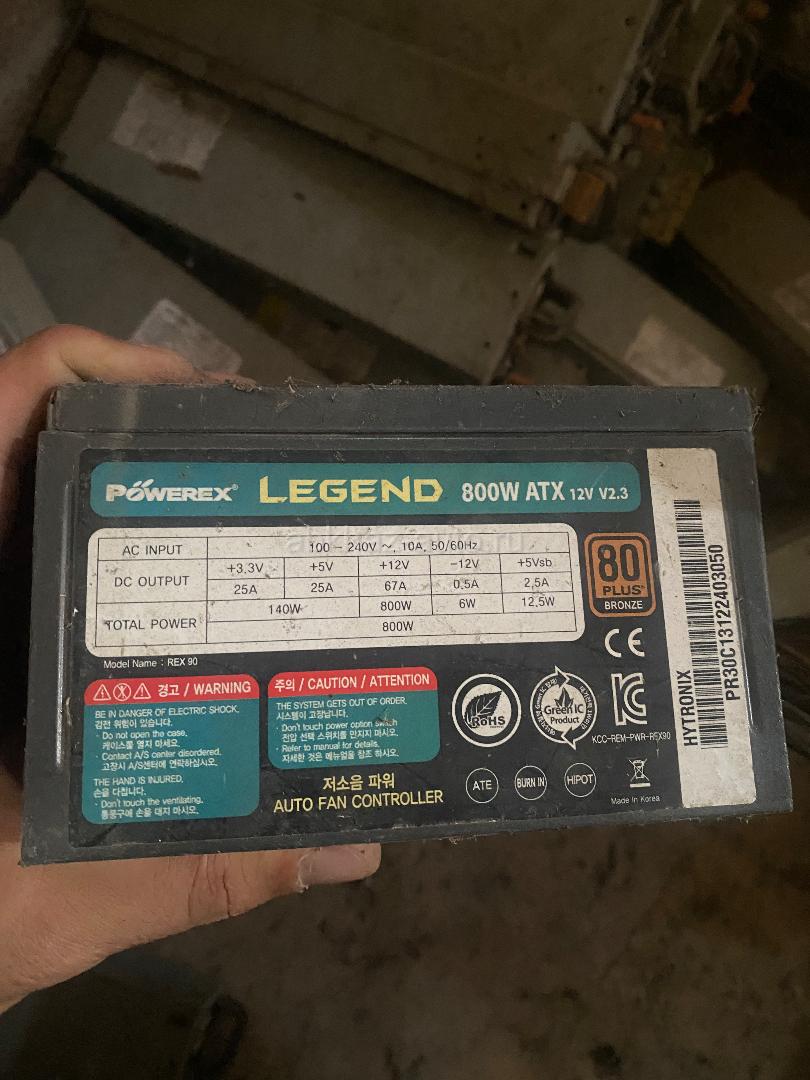 POWEREX® LEGEND 800W ATX 12V V2.3
AC INPUT 100 - 240V ~, 10A, 50/60Hz
DC OUTPUT +3.3V +5V +12V -12V +5Vsb
25A 25A 67A 0.5A 2.5A
TOTAL POWER 140W 800W 6W 12.5W
800W
80
PLUS
BRONZE
CE
Model Name : REX 90
경고 / WARNING
BE IN DANGER OF ELECTRIC SHOCK.
감전 위험이 있습니다.
· Do not open the case.
케이스를 열지 마세요.
· Contact A/S center disordered.
고장시 A/S센터에 연락하십시오.
THE HAND IS INJURED.
손을 다칩니다.
· Don't touch the ventilating.
통풍구에 손을 대지 마시오.
주의 / CAUTION / ATTENTION
THE SYSTEM GETS OUT OF ORDER.
시스템이 고장납니다.
· Don't touch power option switch
전압 선택 스위치를 만지지 마시오.
· Refer to manual for details.
자세한 것은 메뉴얼을 참조 하시오.
저소음 파워
AUTO FAN CONTROLLER
RoHS
Green IC
Product
KCC-REM-PWR-REX90
ATE
BURN IN
HIPOT
Made In Korea
HYTRONIX
PR30C13122403050